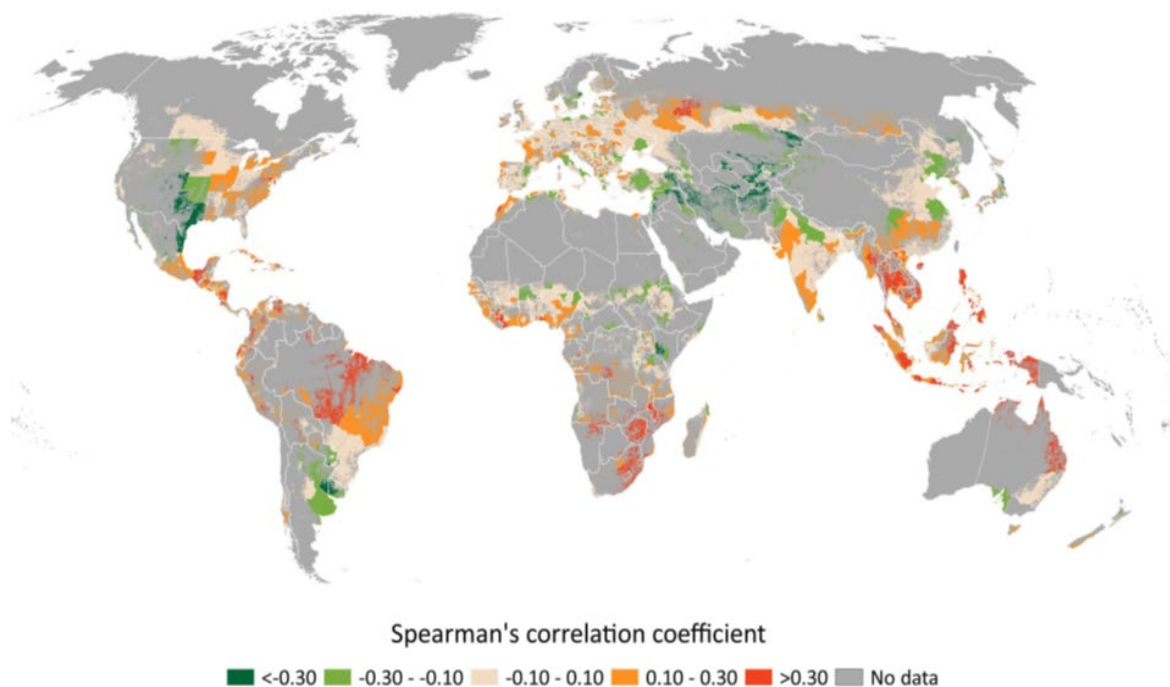 Spearman's correlation coefficient
<-0.30 -0.30 - -0.10 -0.10 - 0.10 0.10 - 0.30 >0.30 No data